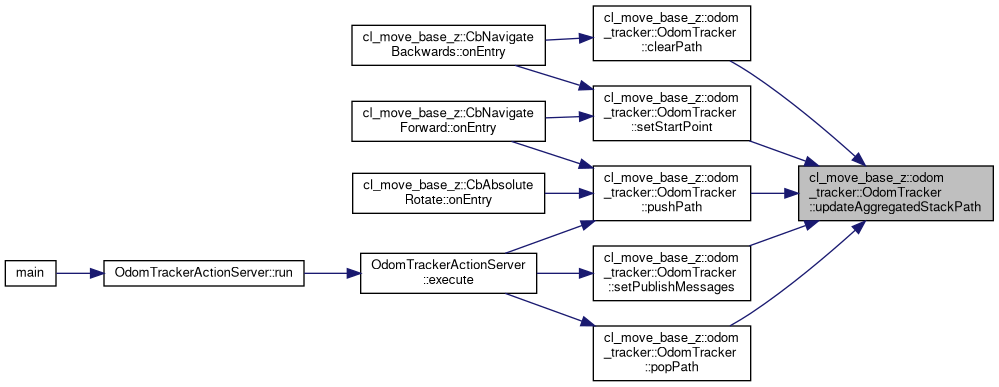 cl_move_base_z::CbNavigate
Backwards::onEntry
cl_move_base_z::odom
_tracker::OdomTracker
::clearPath
cl_move_base_z::CbNavigate
Forward::onEntry
cl_move_base_z::odom
_tracker::OdomTracker
::setStartPoint
cl_move_base_z::CbAbsolute
Rotate::onEntry
cl_move_base_z::odom
_tracker::OdomTracker
::pushPath
cl_move_base_z::odom
_tracker::OdomTracker
::updateAggregatedStackPath
main
OdomTrackerActionServer::run
OdomTrackerActionServer
::execute
cl_move_base_z::odom
_tracker::OdomTracker
::setPublishMessages
cl_move_base_z::odom
_tracker::OdomTracker
::popPath